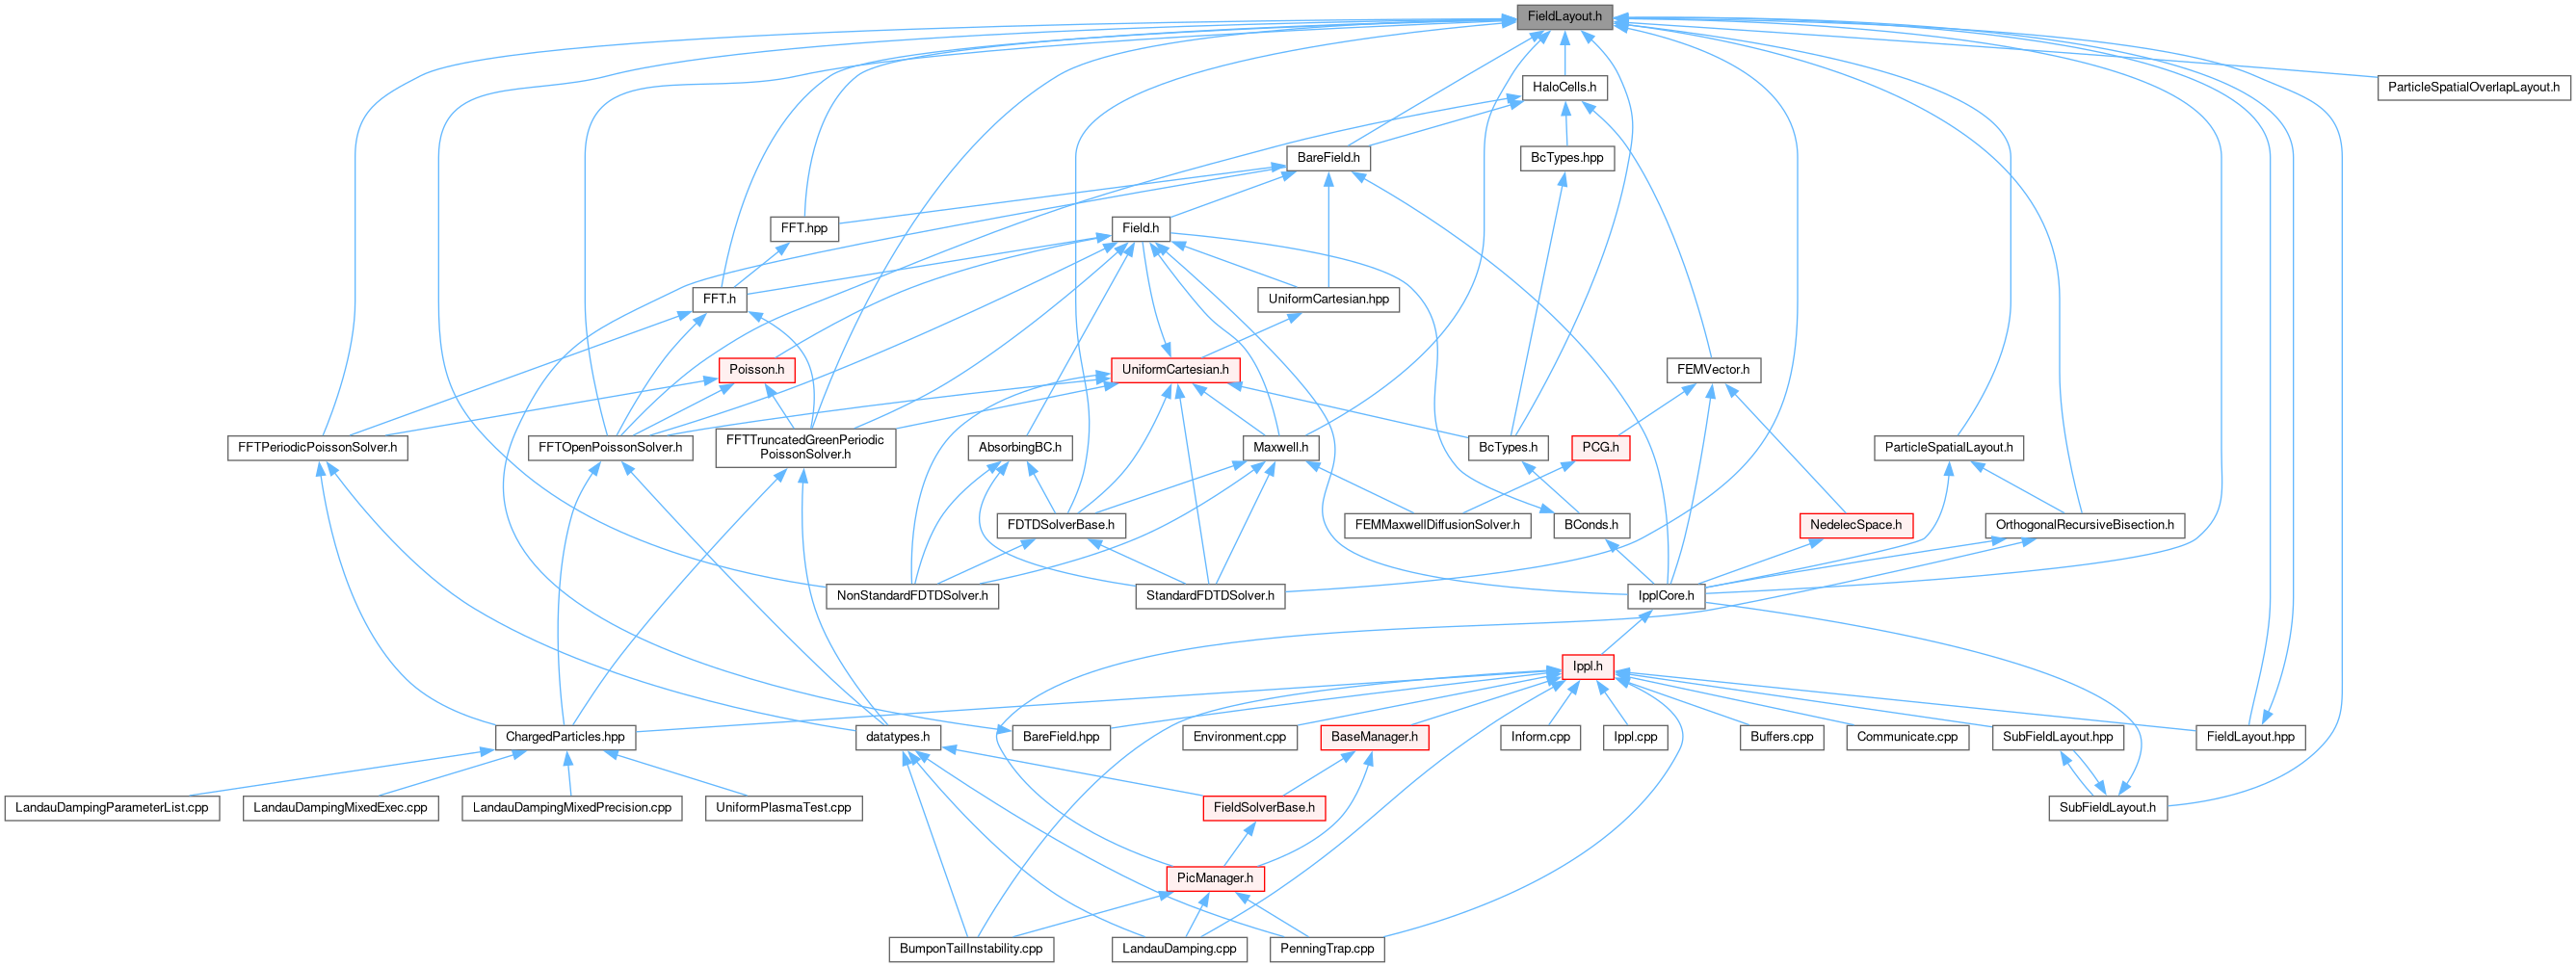 FieldLayout.h
HaloCells.h
ParticleSpatialOverlapLayout.h
BareField.h
BcTypes.hpp
FFT.hpp
Field.h
FFT.h
UniformCartesian.hpp
Poisson.h
UniformCartesian.h
FEMVector.h
FFTPeriodicPoissonSolver.h
FFTOpenPoissonSolver.h
FFTTruncatedGreenPeriodic
PoissonSolver.h
AbsorbingBC.h
Maxwell.h
BcTypes.h
PCG.h
ParticleSpatialLayout.h
FDTDSolverBase.h
FEMMaxwellDiffusionSolver.h
BConds.h
NedelecSpace.h
OrthogonalRecursiveBisection.h
NonStandardFDTDSolver.h
StandardFDTDSolver.h
IpplCore.h
Ippl.h
ChargedParticles.hpp
datatypes.h
BareField.hpp
Environment.cpp
BaseManager.h
Inform.cpp
Ippl.cpp
Buffers.cpp
Communicate.cpp
SubFieldLayout.hpp
FieldLayout.hpp
LandauDampingParameterList.cpp
LandauDampingMixedExec.cpp
LandauDampingMixedPrecision.cpp
UniformPlasmaTest.cpp
FieldSolverBase.h
SubFieldLayout.h
PicManager.h
BumponTailInstability.cpp
LandauDamping.cpp
PenningTrap.cpp